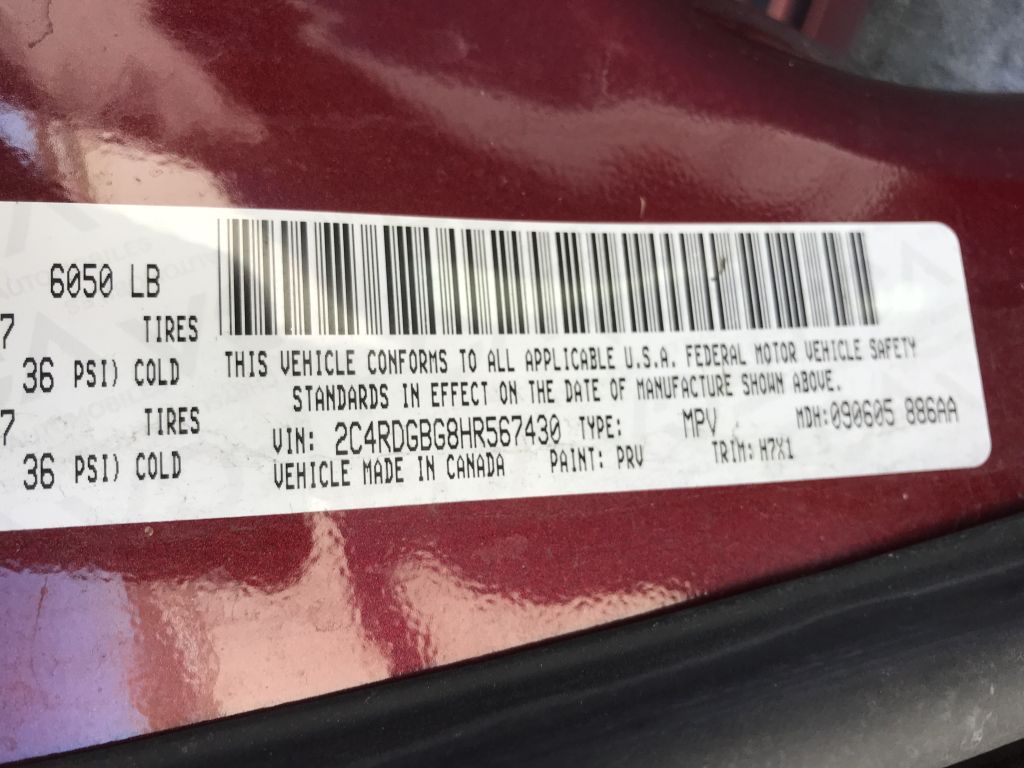 6050 LB
7 TIRES
36 PSI) COLD
7 TIRES
36 PSI) COLD
THIS VEHICLE CONFORMS TO ALL APPLICABLE U.S.A. FEDERAL MOTOR VEHICLE SAFETY
STANDARDS IN EFFECT ON THE DATE OF MANUFACTURE SHOWN ABOVE.
VIN: 2C4RDGBG8HR567430 TYPE: MPV MDH:090605 886AA
VEHICLE MADE IN CANADA PAINT: PRV TRIM: H7X1